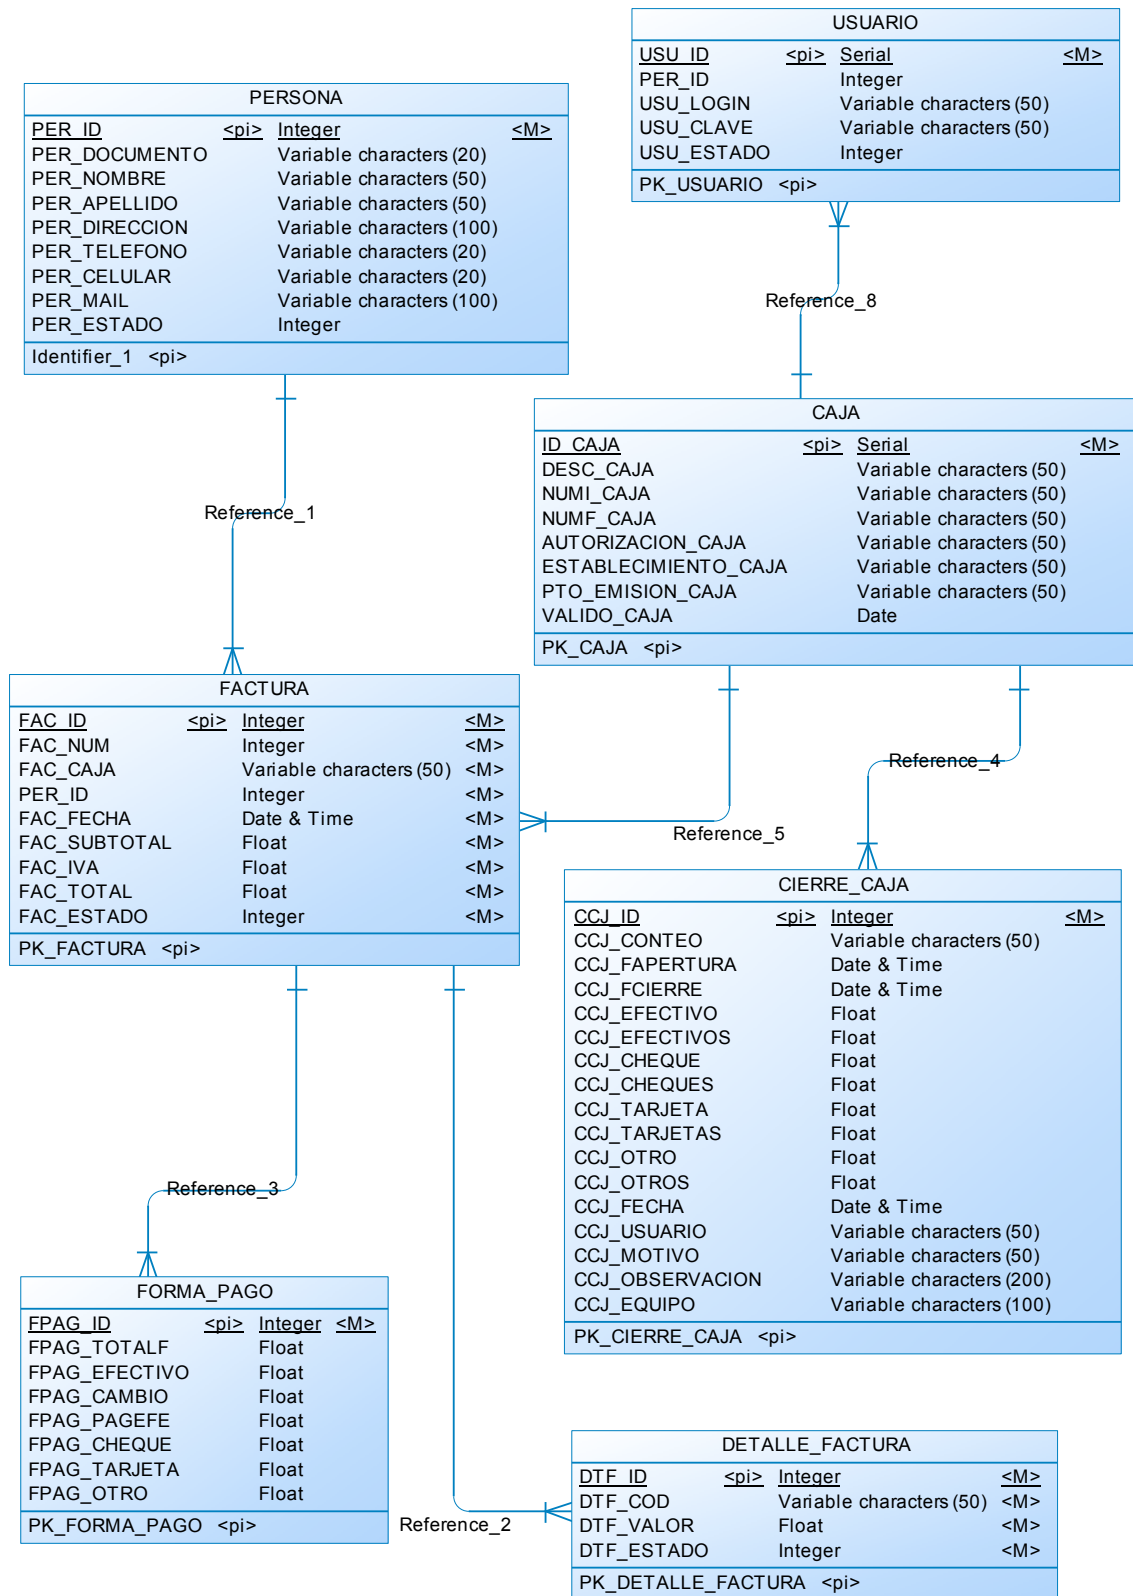 USUARIO
USU_ID <pi> Serial <M>
PER_ID Integer
USU_LOGIN Variable characters (50)
USU_CLAVE Variable characters (50)
USU_ESTADO Integer
PK_USUARIO <pi>
PERSONA
PER_ID <pi> Integer <M>
PER_DOCUMENTO Variable characters (20)
PER_NOMBRE Variable characters (50)
PER_APELLIDO Variable characters (50)
PER_DIRECCION Variable characters (100)
PER_TELEFONO Variable characters (20)
PER_CELULAR Variable characters (20)
PER_MAIL Variable characters (100)
PER_ESTADO Integer
Identifier_1 <pi>
Reference_8
CAJA
ID_CAJA <pi> Serial <M>
DESC_CAJA Variable characters (50)
NUMI_CAJA Variable characters (50)
NUMF_CAJA Variable characters (50)
AUTORIZACION_CAJA Variable characters (50)
ESTABLECIMIENTO_CAJA Variable characters (50)
PTO_EMISION_CAJA Variable characters (50)
VALIDO_CAJA Date
PK_CAJA <pi>
Reference_1
FACTURA
FAC_ID <pi> Integer <M>
FAC_NUM Integer <M>
FAC_CAJA Variable characters (50) <M>
PER_ID Integer <M>
FAC_FECHA Date & Time <M>
FAC_SUBTOTAL Float <M>
FAC_IVA Float <M>
FAC_TOTAL Float <M>
FAC_ESTADO Integer <M>
PK_FACTURA <pi>
Reference_4
Reference_5
CIERRE_CAJA
CCJ_ID <pi> Integer <M>
CCJ_CONTEO Variable characters (50)
CCJ_FAPERTURA Date & Time
CCJ_FCIERRE Date & Time
CCJ_EFECTIVO Float
CCJ_EFECTIVOS Float
CCJ_CHEQUE Float
CCJ_CHEQUES Float
CCJ_TARJETA Float
CCJ_TARJETAS Float
CCJ_OTRO Float
CCJ_OTROS Float
CCJ_FECHA Date & Time
CCJ_USUARIO Variable characters (50)
CCJ_MOTIVO Variable characters (50)
CCJ_OBSERVACION Variable characters (200)
CCJ_EQUIPO Variable characters (100)
PK_CIERRE_CAJA <pi>
Reference_3
FORMA_PAGO
FPAG_ID <pi> Integer <M>
FPAG_TOTALF Float
FPAG_EFECTIVO Float
FPAG_CAMBIO Float
FPAG_PAGEFE Float
FPAG_CHEQUE Float
FPAG_TARJETA Float
FPAG_OTRO Float
PK_FORMA_PAGO <pi>
Reference_2
DETALLE_FACTURA
DTF_ID <pi> Integer <M>
DTF_COD Variable characters (50) <M>
DTF_VALOR Float <M>
DTF_ESTADO Integer <M>
PK_DETALLE_FACTURA <pi>